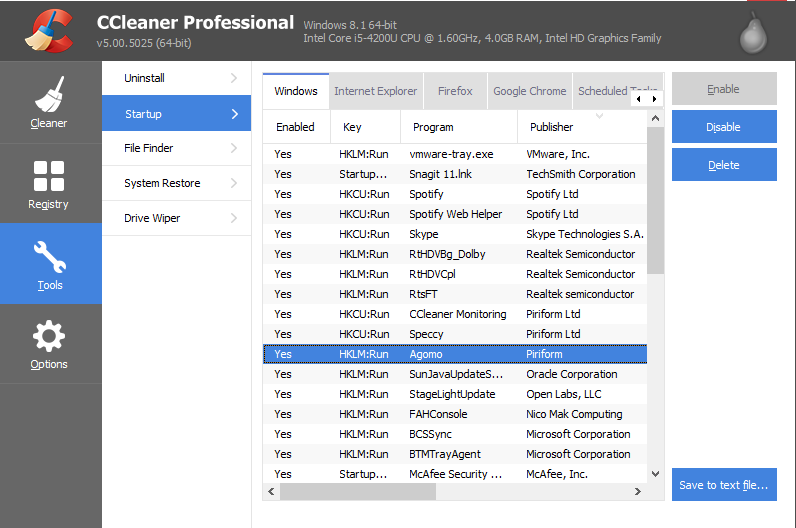 CCleaner Professional
v5.00.5025 (64-bit)
Windows 8.1 64-bit
Intel Core i5-4200U CPU @ 1.60GHz, 4.0GB RAM, Intel HD Graphics Family
Cleaner
Registry
Tools
Options
Uninstall
Startup
File Finder
System Restore
Drive Wiper
Windows Internet Explorer Firefox Google Chrome Scheduled Tasks
Enabled Key Program Publisher
Yes HKLM:Run vmware-tray.exe VMware, Inc.
Yes Startup... Snagit 11.lnk TechSmith Corporation
Yes HKCU:Run Spotify Spotify Ltd
Yes HKCU:Run Spotify Web Helper Spotify Ltd
Yes HKCU:Run Skype Skype Technologies S.A.
Yes HKLM:Run RtHDVBg_Dolby Realtek Semiconductor
Yes HKLM:Run RtHDVCpl Realtek Semiconductor
Yes HKLM:Run RtsFT Realtek semiconductor
Yes HKCU:Run CCleaner Monitoring Piriform Ltd
Yes HKCU:Run Speccy Piriform Ltd
Yes HKLM:Run Agomo Piriform
Yes HKLM:Run SunJavaUpdateS... Oracle Corporation
Yes HKLM:Run StageLightUpdate Open Labs, LLC
Yes HKLM:Run FAHConsole Nico Mak Computing
Yes HKLM:Run BCSSync Microsoft Corporation
Yes HKLM:Run BTMTrayAgent Microsoft Corporation
Yes Startup... McAfee Security ... McAfee, Inc.
Enable
Disable
Delete
Save to text file...